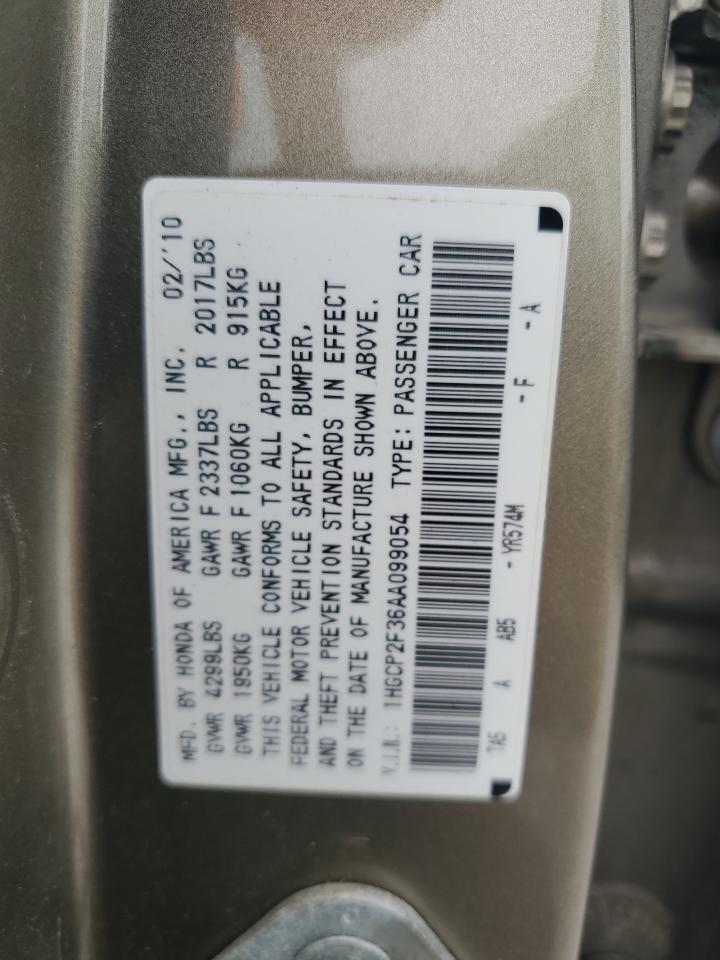 MFD. BY HONDA OF AMERICA MFG., INC. 02/'10
GVWR 4299LBS GAWR F 2337LBS R 2017LBS
GVWR 1950KG GAWR F 1060KG R 915KG
THIS VEHICLE CONFORMS TO ALL APPLICABLE
FEDERAL MOTOR VEHICLE SAFETY, BUMPER,
AND THEFT PREVENTION STANDARDS IN EFFECT
ON THE DATE OF MANUFACTURE SHOWN ABOVE.
V.I.N.: 1HGCP2F36AA099054 TYPE: PASSENGER CAR
TA5 A AB5 - YR574M - F - A